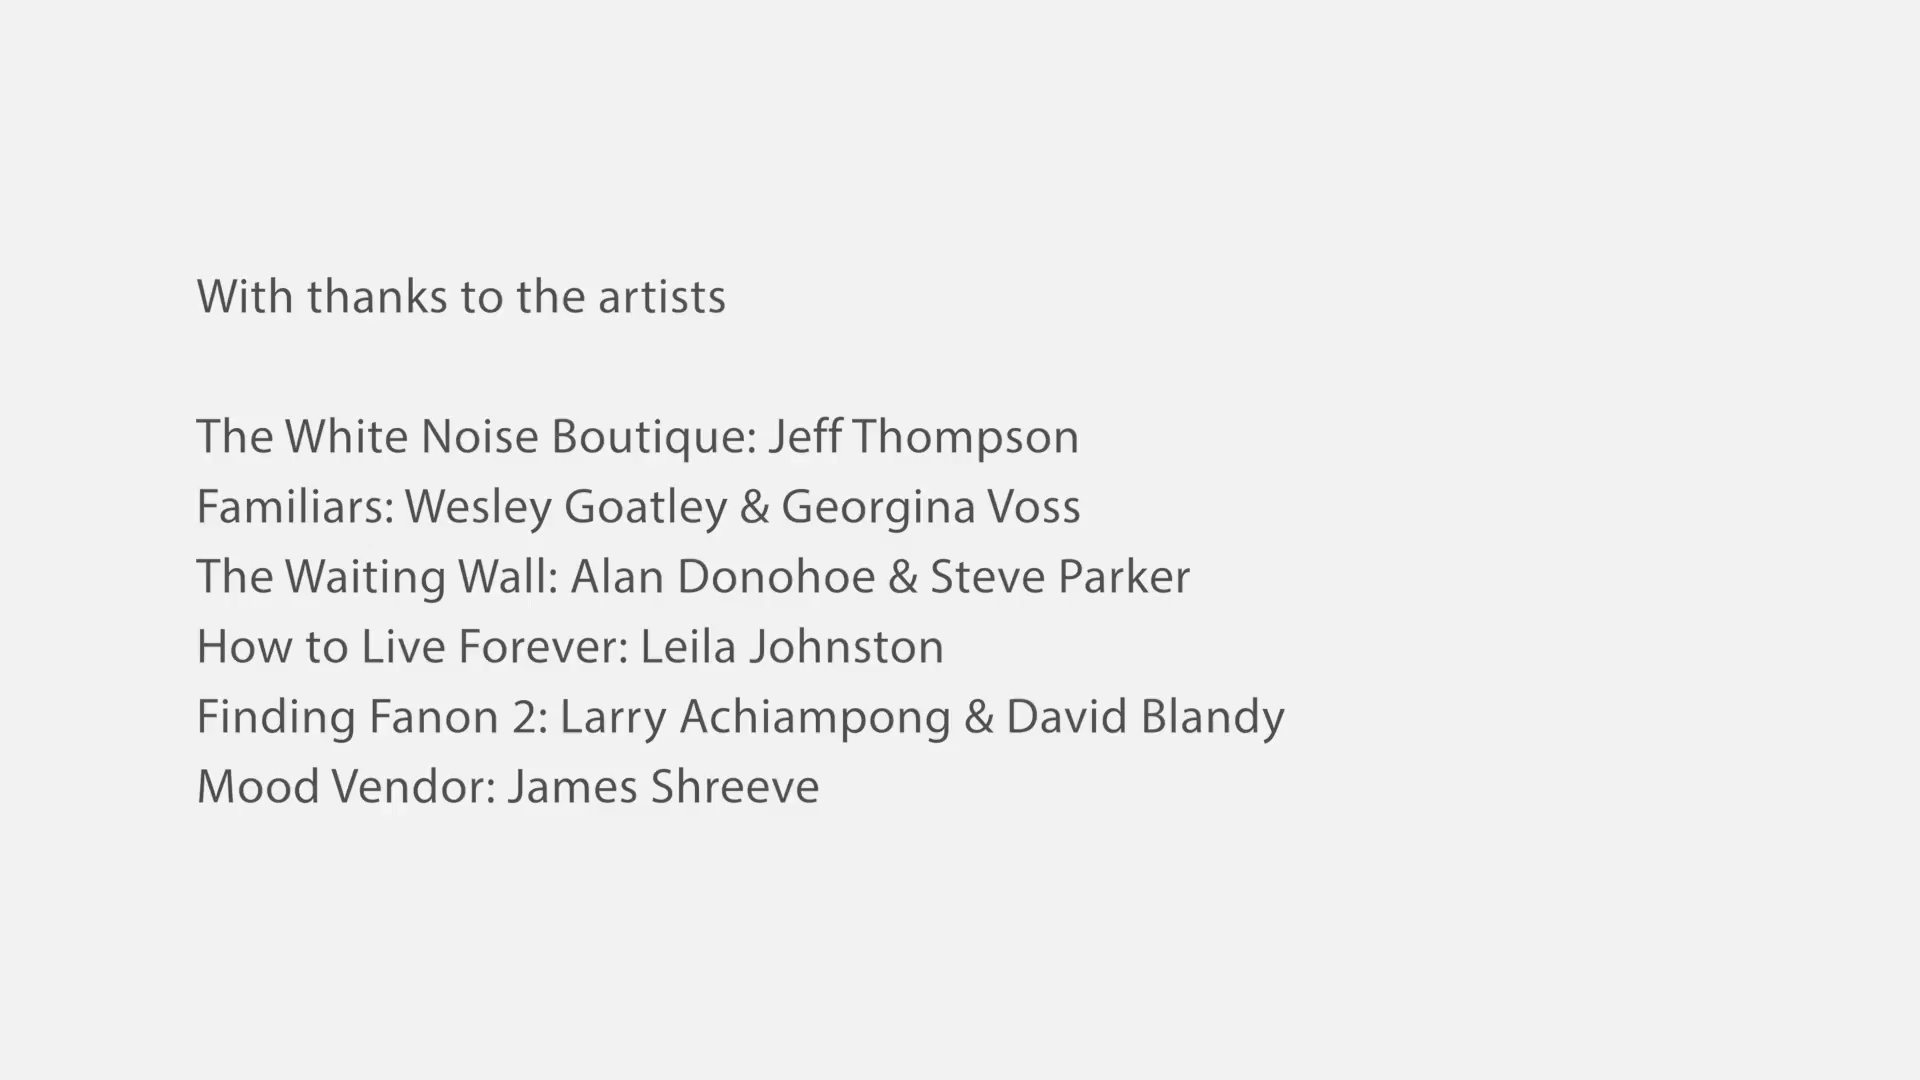 With thanks to the artists
The White Noise Boutique: Jeff Thompson
Familiars: Wesley Goatley & Georgina Voss
The Waiting Wall: Alan Donohoe & Steve Parker
How to Live Forever: Leila Johnston
Finding Fanon 2: Larry Achiampong & David Blandy
Mood Vendor: James Shreeve